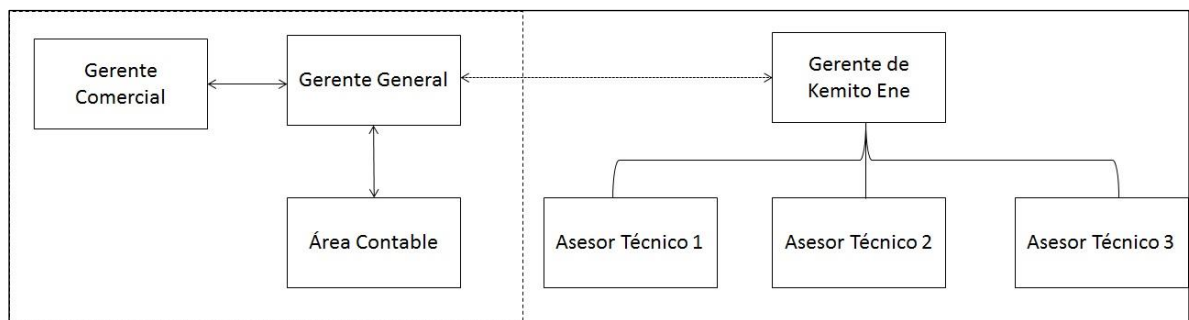 Gerente
Comercial
Gerente General
Gerente de
Kemito Ene
Área Contable
Asesor Técnico 1
Asesor Técnico 2
Asesor Técnico 3